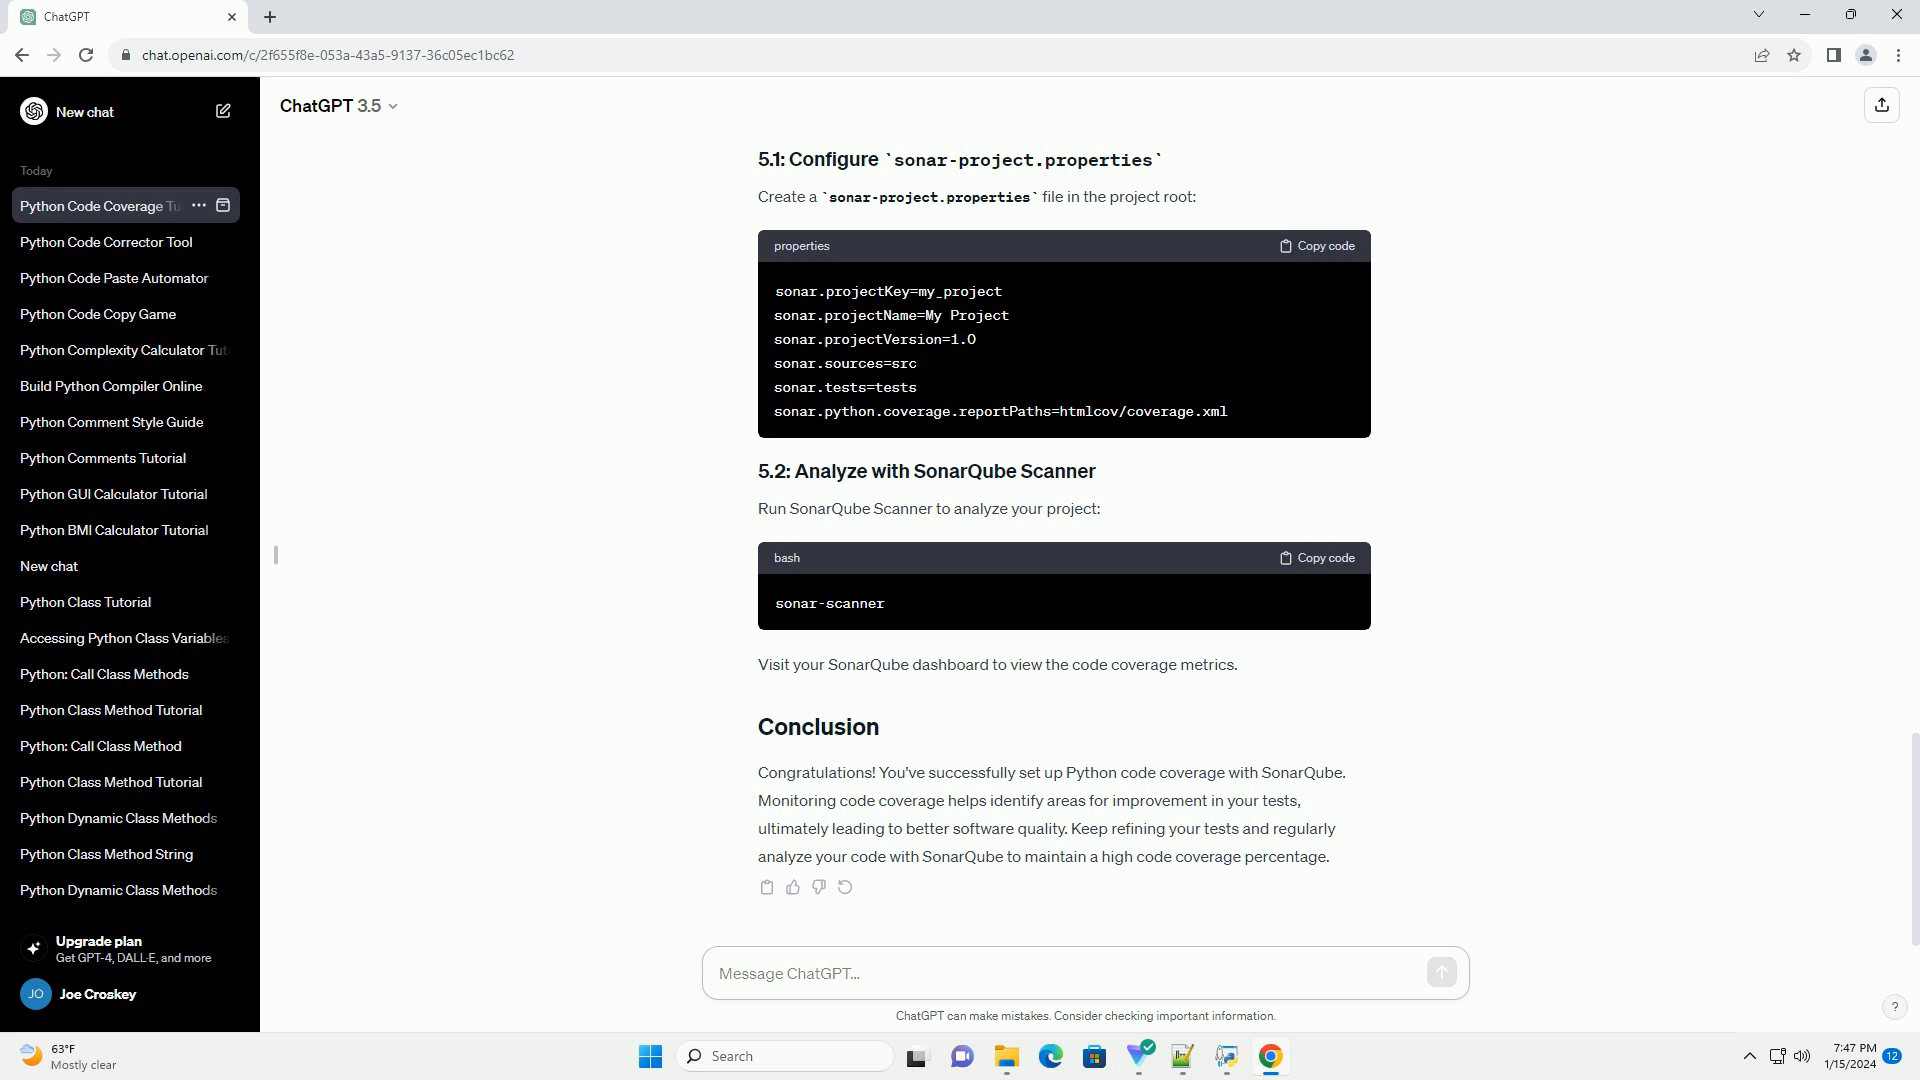 ChatGPT
chat.openai.com/c/2f655f8e-053a-43a5-9137-36c05ec1bc62
New chat
Today
Python Code Coverage Tu
Python Code Corrector Tool
Python Code Paste Automator
Python Code Copy Game
Python Complexity Calculator Tut
Build Python Compiler Online
Python Comment Style Guide
Python Comments Tutorial
Python GUI Calculator Tutorial
Python BMI Calculator Tutorial
New chat
Python Class Tutorial
Accessing Python Class Variables
Python: Call Class Methods
Python Class Method Tutorial
Python: Call Class Method
Python Class Method Tutorial
Python Dynamic Class Methods
Python Class Method String
Python Dynamic Class Methods
Upgrade plan
Get GPT-4, DALL·E, and more
JO Joe Croskey
ChatGPT 3.5
5.1: Configure `sonar-project.properties`
Create a `sonar-project.properties` file in the project root:
properties Copy code
sonar.projectKey=my_project
sonar.projectName=My Project
sonar.projectVersion=1.0
sonar.sources=src
sonar.tests=tests
sonar.python.coverage.reportPaths=htmlcov/coverage.xml
5.2: Analyze with SonarQube Scanner
Run SonarQube Scanner to analyze your project:
bash Copy code
sonar-scanner
Visit your SonarQube dashboard to view the code coverage metrics.
Conclusion
Congratulations! You've successfully set up Python code coverage with SonarQube.
Monitoring code coverage helps identify areas for improvement in your tests,
ultimately leading to better software quality. Keep refining your tests and regularly
analyze your code with SonarQube to maintain a high code coverage percentage.
Message ChatGPT...
ChatGPT can make mistakes. Consider checking important information.
?
63°F
Mostly clear
Search
7:47 PM
1/15/2024
12